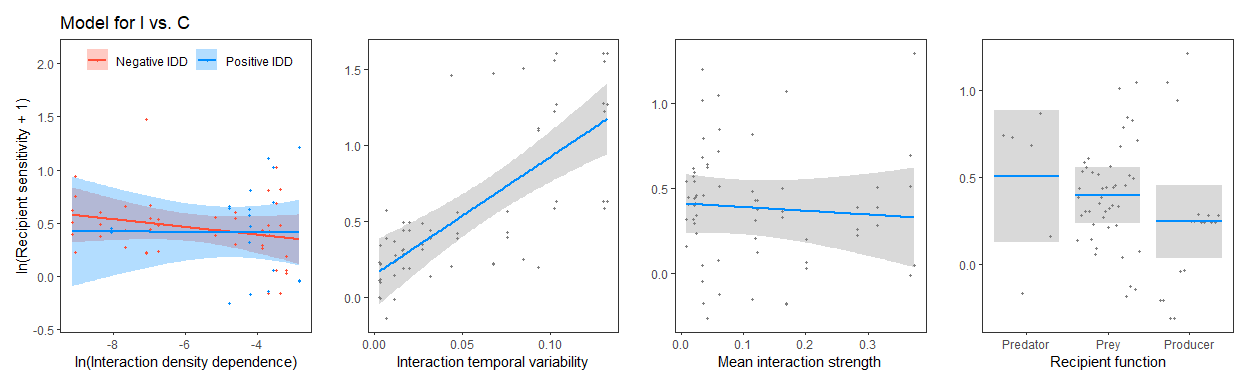 Model for I vs. C
Negative IDD
Positive IDD
ln(Recipient sensitivity + 1)
2.0
1.5
1.0
0.5
0.0
-0.5
-8
-6
-4
ln(Interaction density dependence)
1.5
1.0
0.5
0.0
0.00
0.05
0.10
Interaction temporal variability
1.0
0.5
0.0
0.0
0.1
0.2
0.3
Mean interaction strength
1.0
0.5
0.0
Predator
Prey
Producer
Recipient function